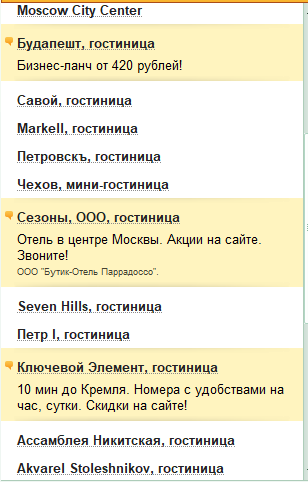 Moscow City Center
Будапешт, гостиница
Бизнес-ланч от 420 рублей!
Савой, гостиница
Markell, гостиница
Петровскъ, гостиница
Чехов, мини-гостиница
Сезоны, ООО, гостиница
Отель в центре Москвы. Акции на сайте.
Звоните!
ООО "Бутик-Отель Паррадоссо".
Seven Hills, гостиница
Петр I, гостиница
Ключевой Элемент, гостиница
10 мин до Кремля. Номера с удобствами на
час, сутки. Скидки на сайте!
Ассамблея Никитская, гостиница
Akvarel Stoleshnikov, гостиница